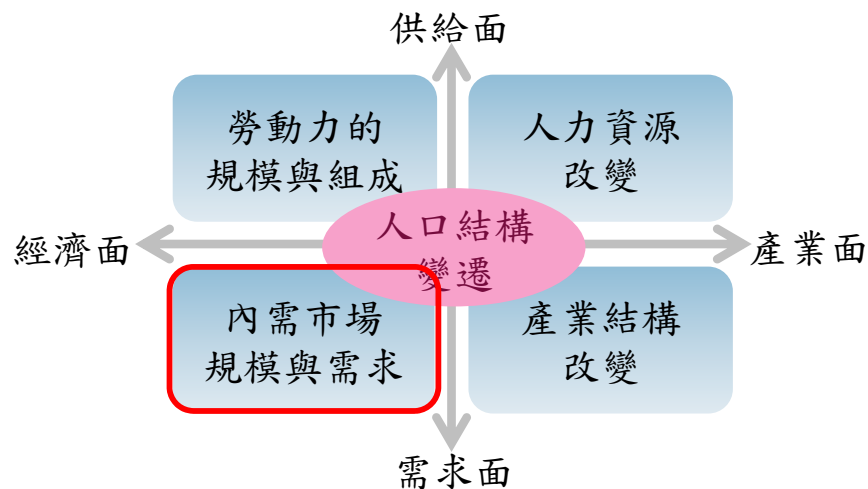 供給面
勞動力的
規模與組成
人力資源
改變
人口結構
變遷
經濟面
產業面
內需市場
規模與需求
產業結構
改變
需求面